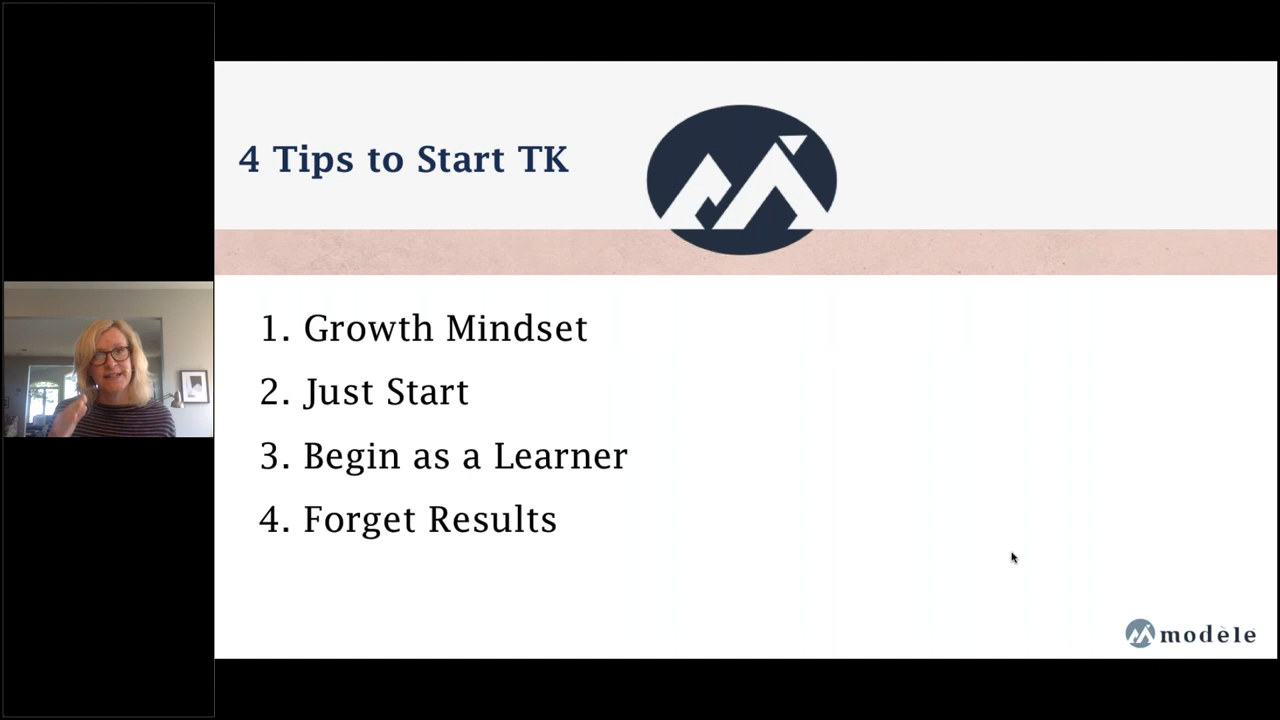 4 Tips to Start TK
1. Growth Mindset
2. Just Start
3. Begin as a Learner
4. Forget Results
modèle